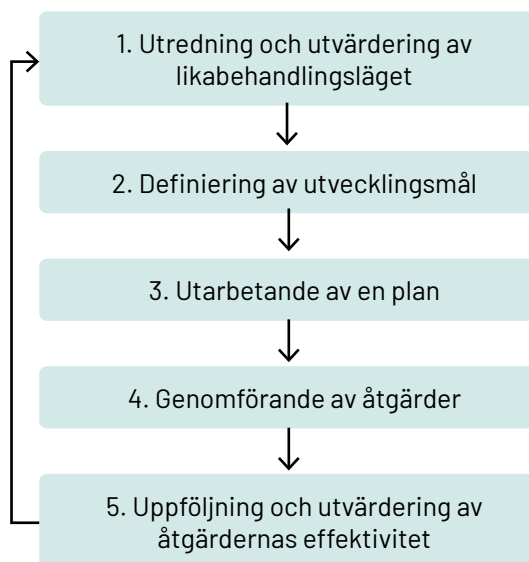 1. Utredning och utvärdering av
likabehandlingsläget
2. Definiering av utvecklingsmål
3. Utarbetande av en plan
4. Genomförande av åtgärder
5. Uppföljning och utvärdering av
åtgärdernas effektivitet